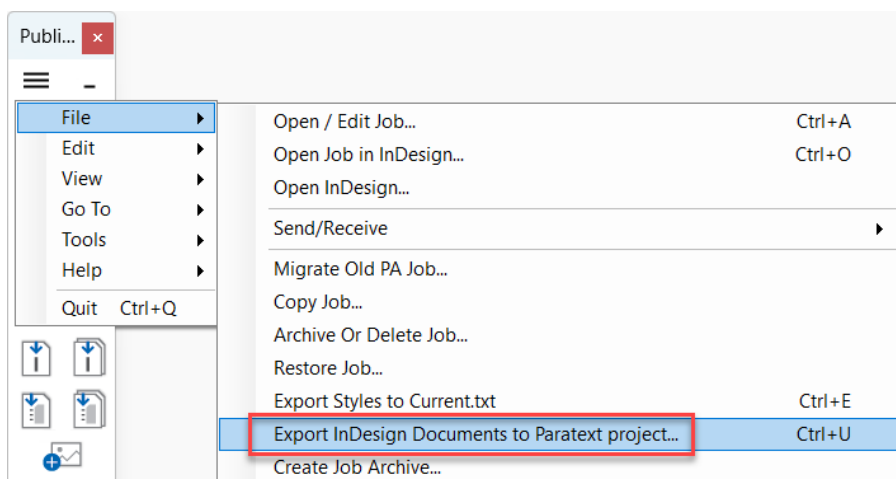 Publi...
File
Edit
View
Go To
Tools
Help
Quit Ctrl+Q
Open / Edit Job... Ctrl+A
Open Job in InDesign... Ctrl+O
Open InDesign...
Send/Receive
Migrate Old PA Job...
Copy Job...
Archive Or Delete Job...
Restore Job...
Export Styles to Current.txt Ctrl+E
Export InDesign Documents to Paratext project... Ctrl+U
Create Job Archive...